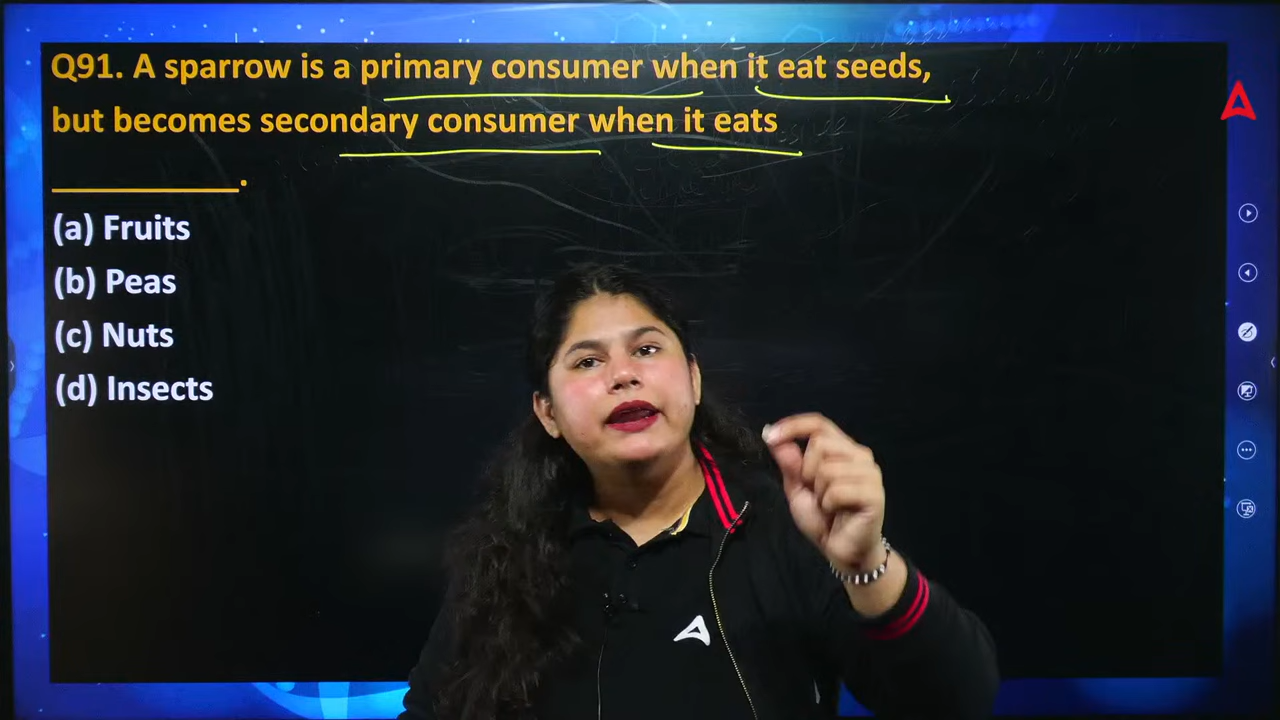 Q91. A sparrow is a primary consumer when it eat seeds,
but becomes secondary consumer when it eats
____________.
(a) Fruits
(b) Peas
(c) Nuts
(d) Insects